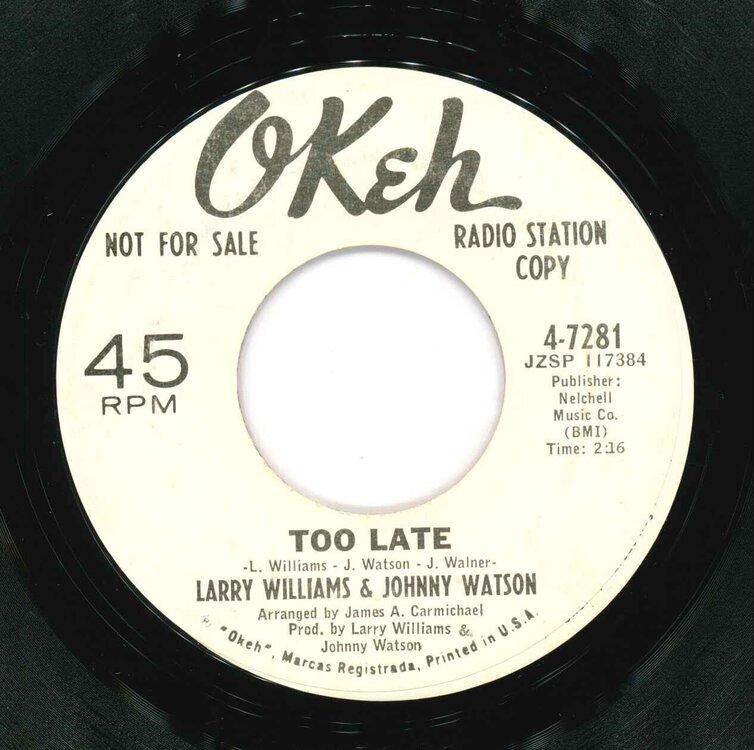 OKeh
NOT FOR SALE
RADIO STATION
COPY
45
RPM
4-7281
JZSP 117384
Publisher:
Nelchell
Music Co.
(BMI)
Time: 2:16
TOO LATE
-L. Williams - J. Watson - J. Walner-
LARRY WILLIAMS & JOHNNY WATSON
Arranged by James A. Carmichael
Prod. by Larry Williams &
Johnny Watson
® "Okeh", Marcas Registrada, Printed in U.S.A.